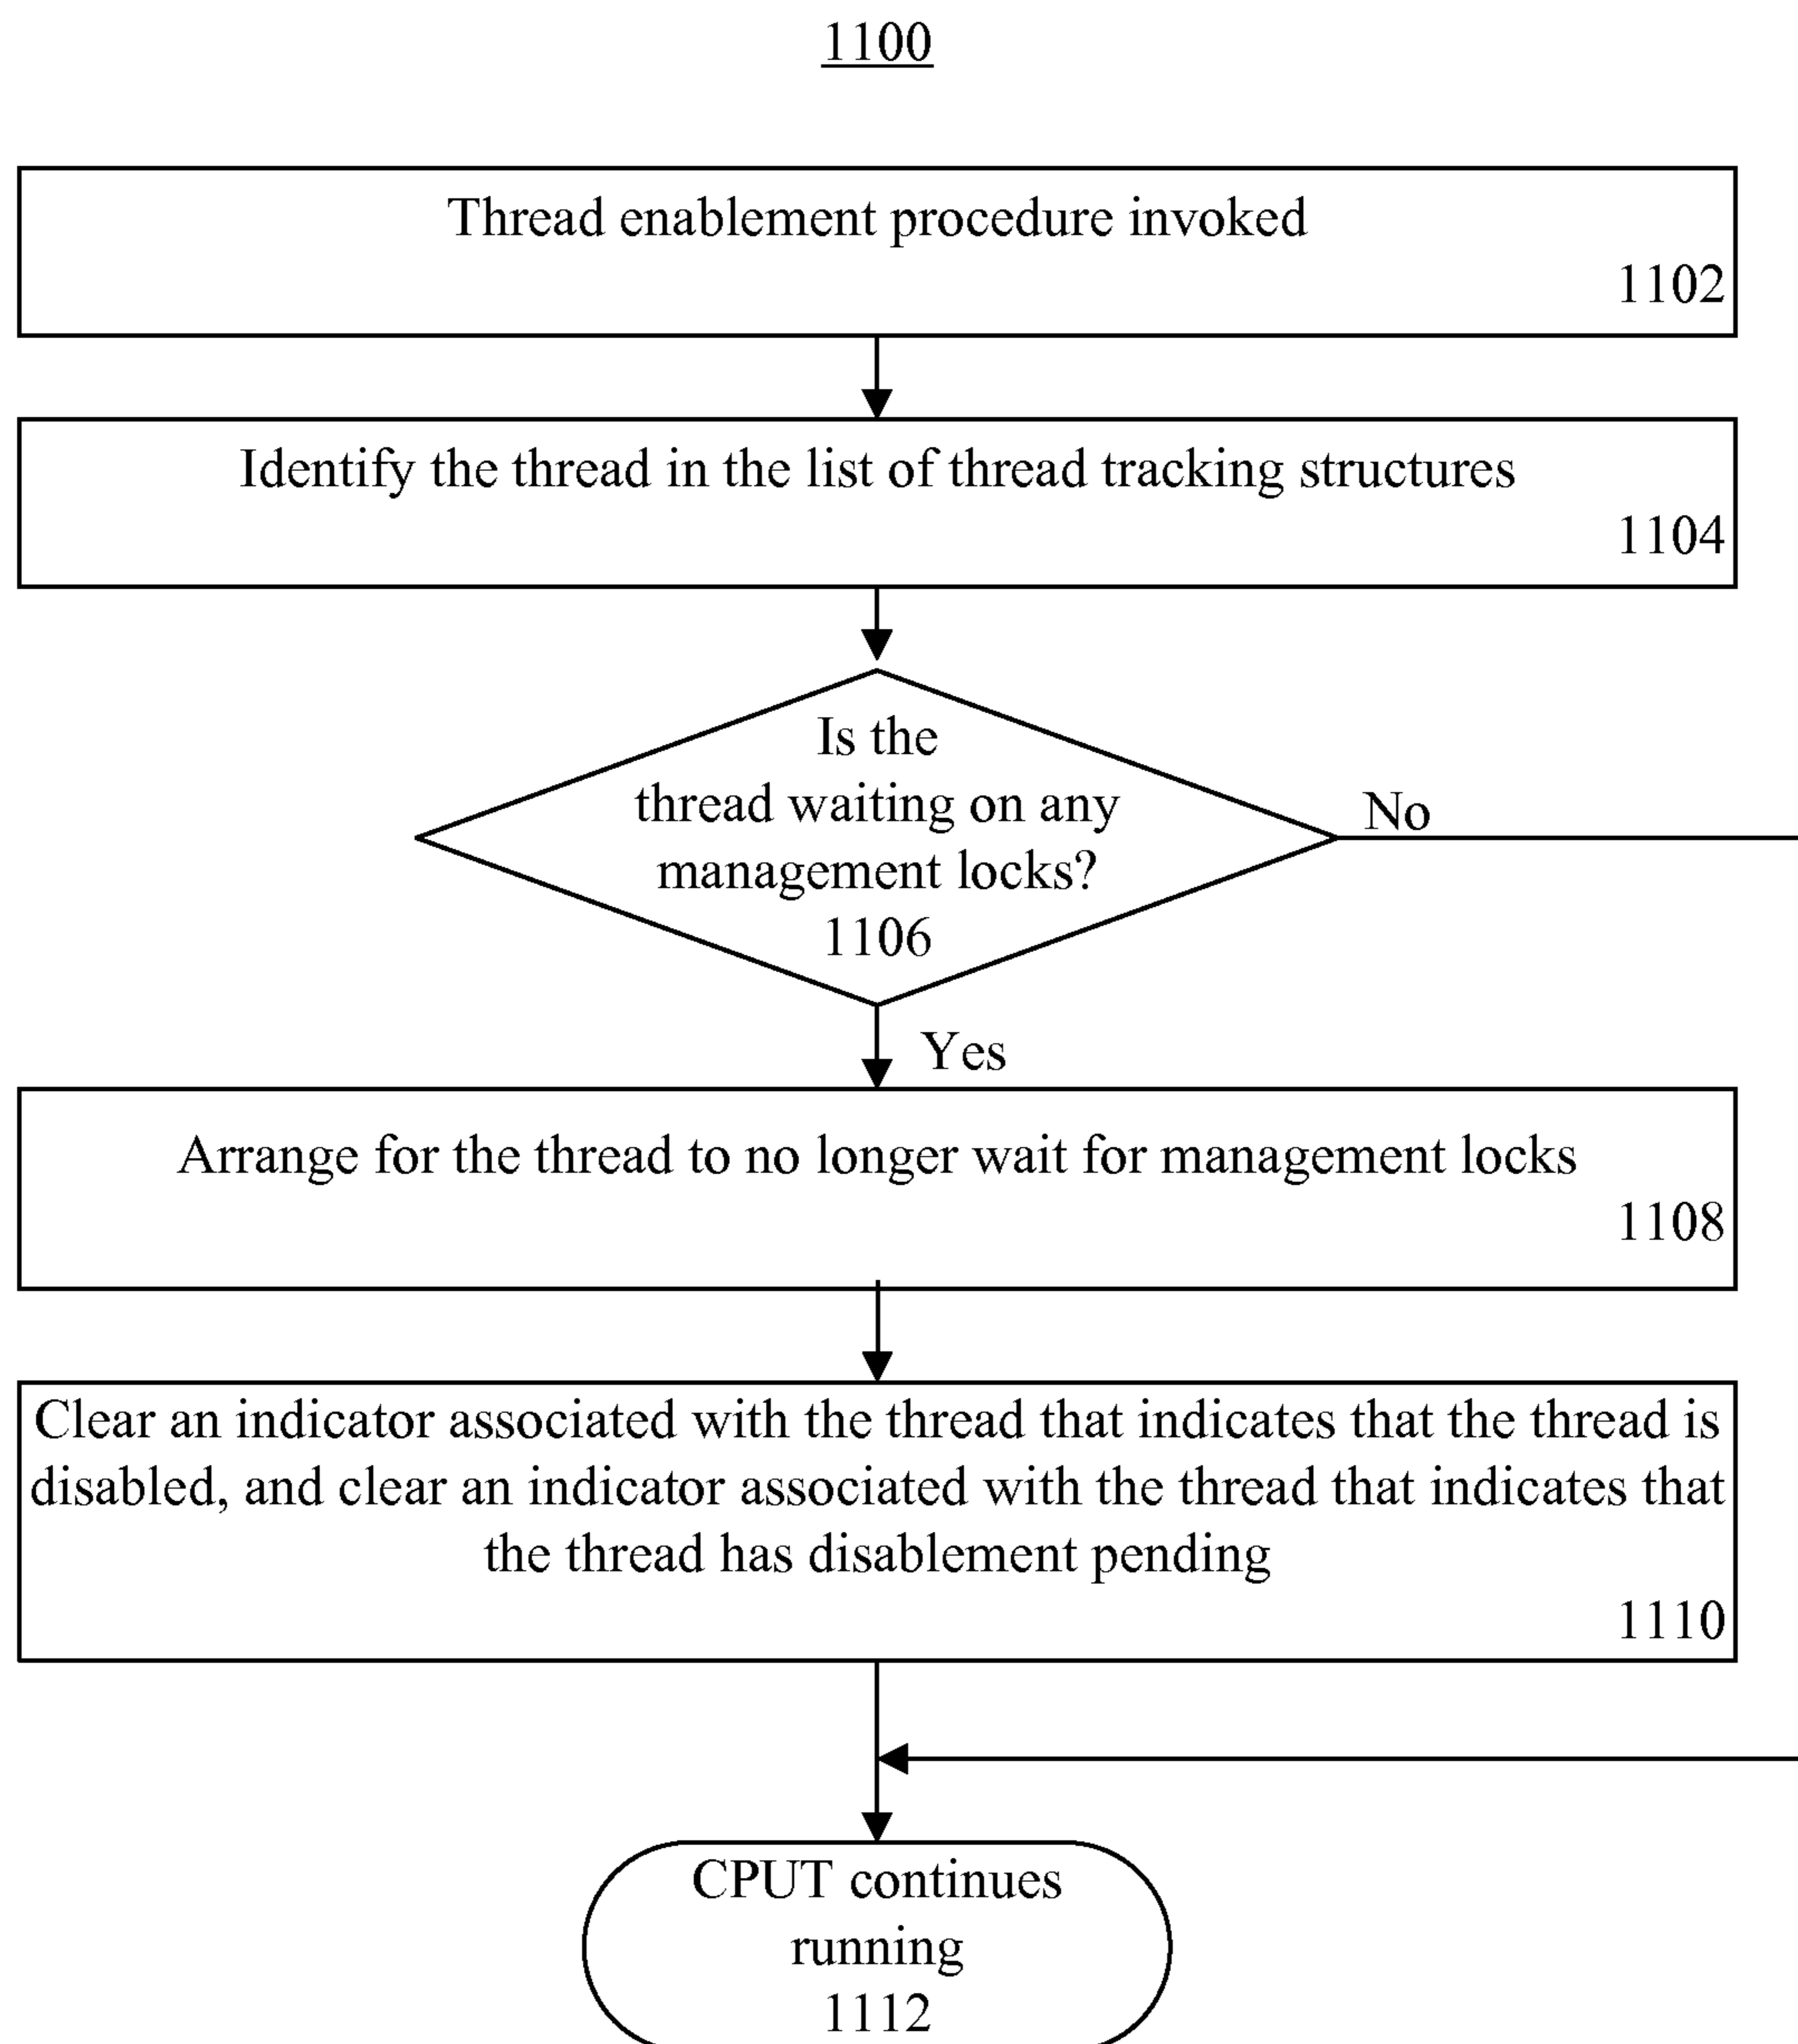 1100
Thread enablement procedure invoked
1102
Identify the thread in the list of thread tracking structures
1104
Is the
thread waiting on any
management locks?
1106
No
Yes
Arrange for the thread to no longer wait for management locks
1108
Clear an indicator associated with the thread that indicates that the thread is
disabled, and clear an indicator associated with the thread that indicates that
the thread has disablement pending
1110
CPUT continues
running
1112